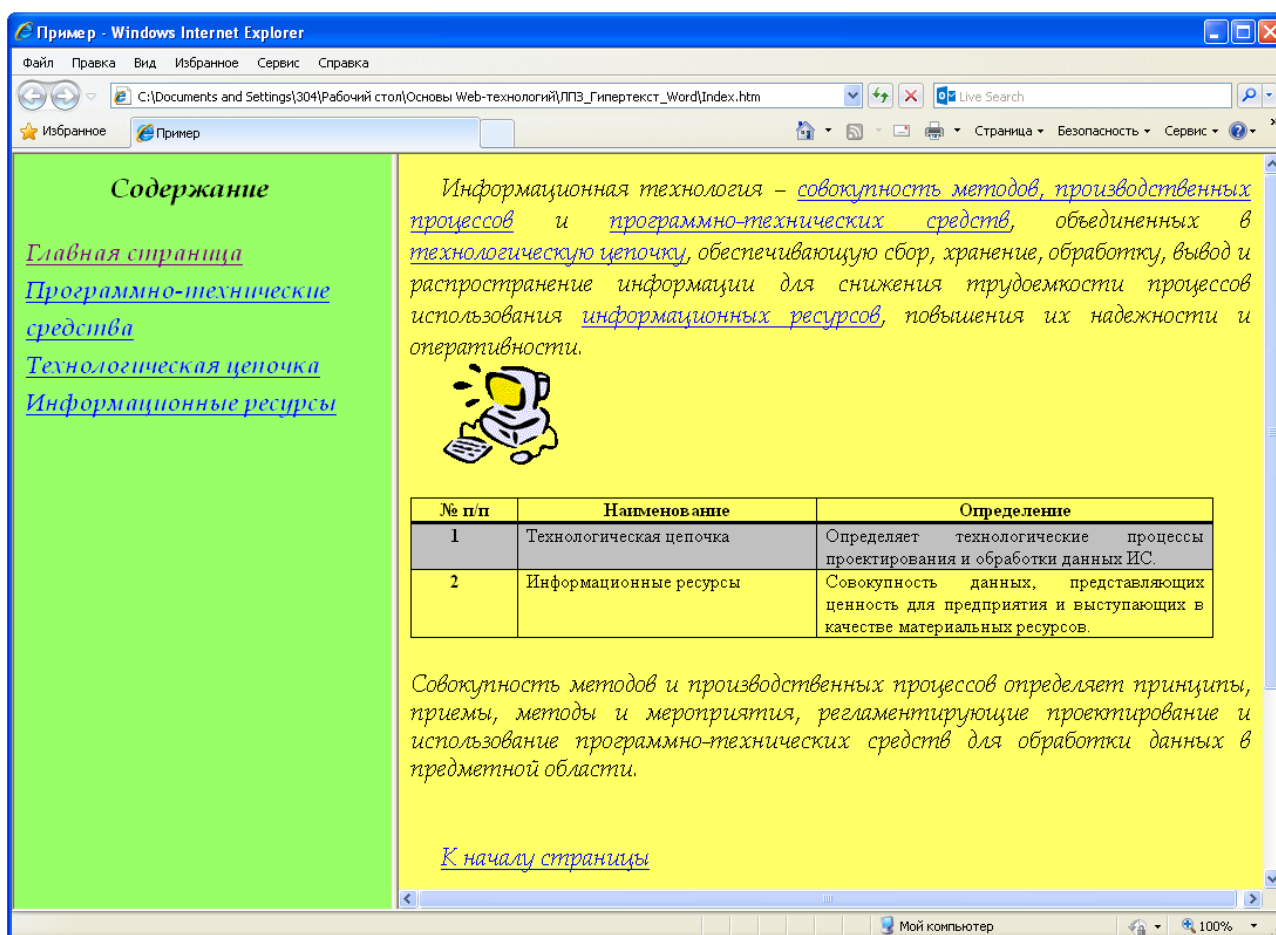 Пример - Windows Internet Explorer
Файл Правка Вид Избранное Сервис Справка
C:\Documents and Settings\304\Рабочий стол\Основы Web-технологий\ЛП3_Гипертекст_Word\Index.htm
Live Search
Избранное
Пример
Страница
Безопасность
Сервис
Содержание
Главная страница
Программно-технические
средства
Технологическая цепочка
Информационные ресурсы
Информационная технология – совокупность методов, производственных
процессов и программно-технических средств, объединенных в
технологическую цепочку, обеспечивающую сбор, хранение, обработку, вывод и
распространение информации для снижения трудоемкости процессов
использования информационных ресурсов, повышения их надежности и
оперативности.
№ п/п Наименование Определение
1 Технологическая цепочка Определяет технологические процессы
проектирования и обработки данных ИС.
2 Информационные ресурсы Совокупность данных, представляющих
ценность для предприятия и выступающих в
качестве материальных ресурсов.
Совокупность методов и производственных процессов определяет принципы,
приемы, методы и мероприятия, регламентирующие проектирование и
использование программно-технических средств для обработки данных в
предметной области.
К началу страницы
Мой компьютер
100%